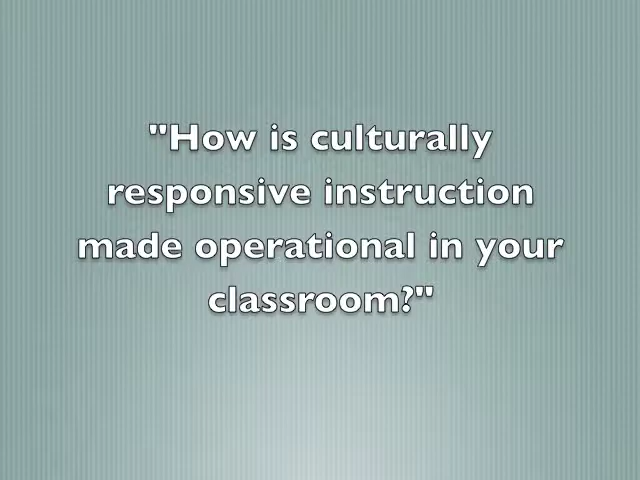 "How is culturally
responsive instruction
made operational in your
classroom?"